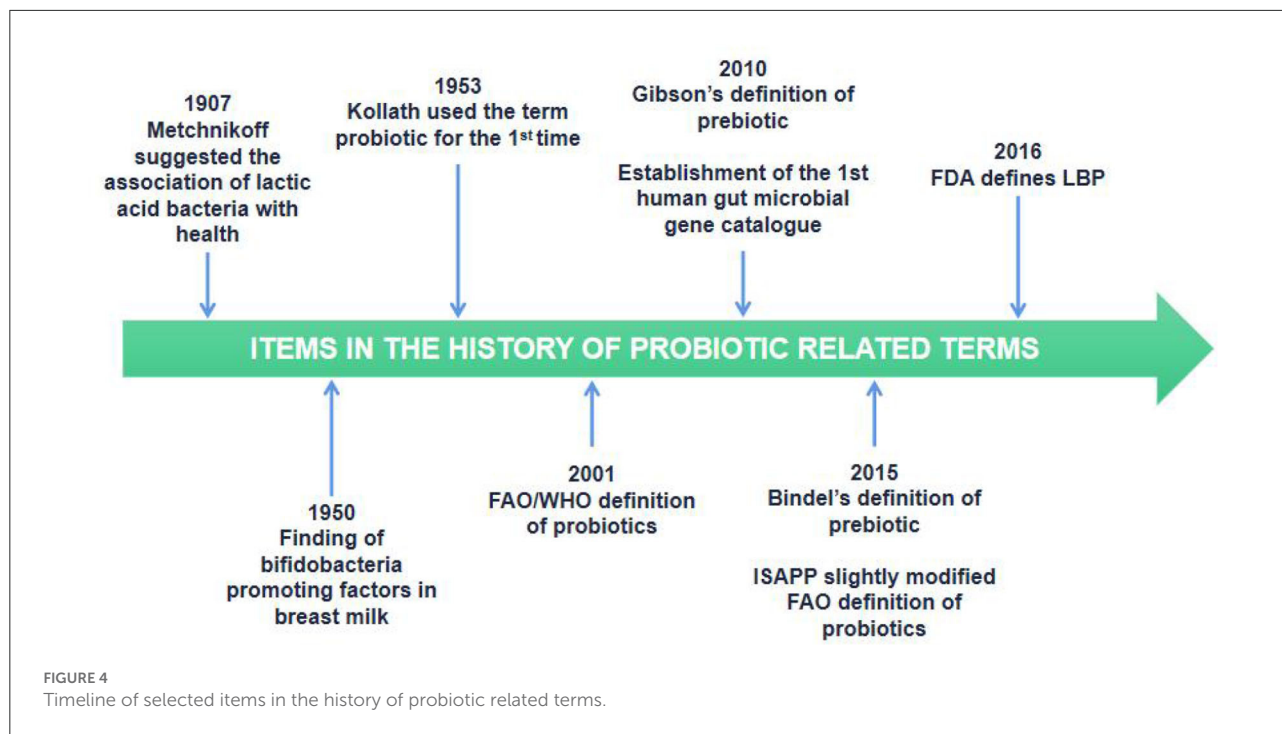 1907
Metchnikoff
suggested the
association of lactic
acid bacteria with
health
1953
Kollath used the term
probiotic for the 1st time
2010
Gibson's definition of
prebiotic
Establishment of the 1st
human gut microbial
gene catalogue
2016
FDA defines LBP
ITEMS IN THE HISTORY OF PROBIOTIC RELATED TERMS
1950
Finding of
bifidobacteria
promoting factors in
breast milk
2001
FAO/WHO definition
of probiotics
2015
Bindel's definition of
prebiotic
ISAPP slightly modified
FAO definition of
probiotics
FIGURE 4
Timeline of selected items in the history of probiotic related terms.